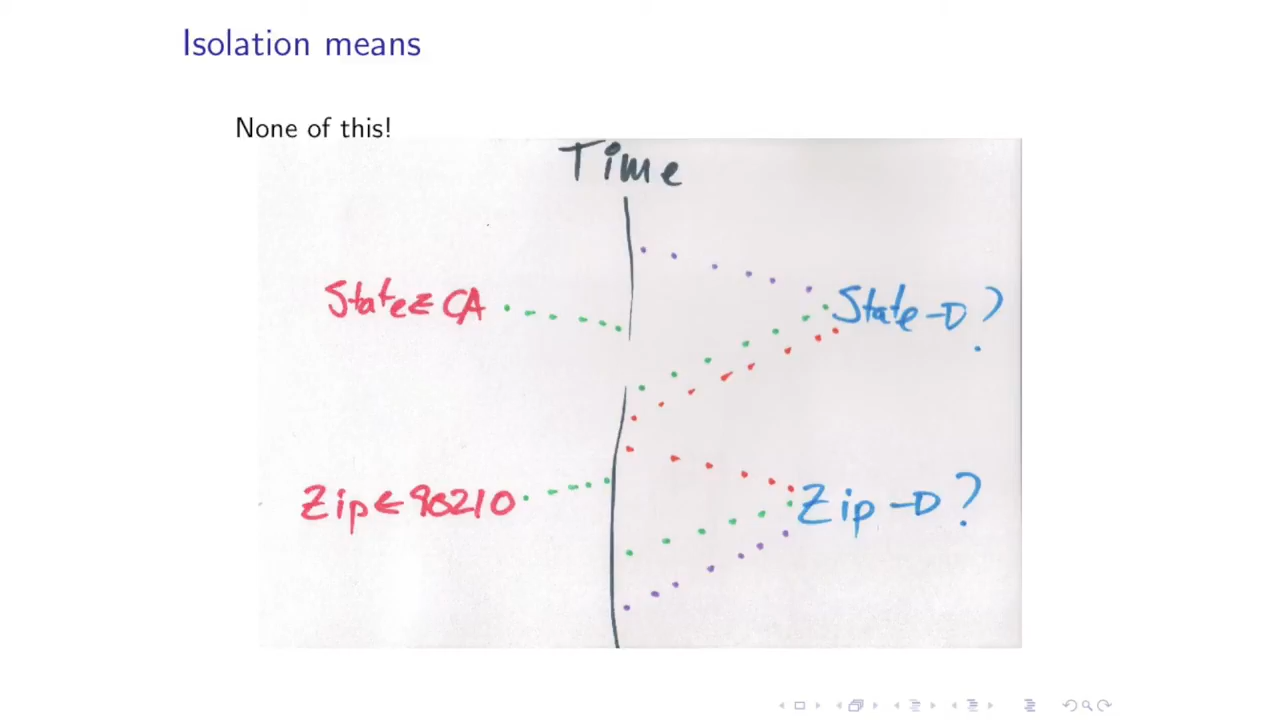 Isolation means
None of this!
Time
State ← CA
State → ?
Zip ← 90210
Zip → ?